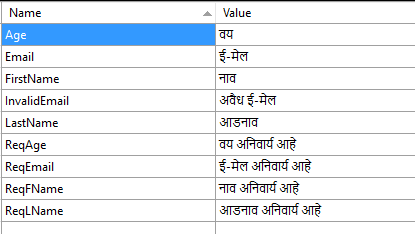 Name Value
Age वय
Email ई-मेल
FirstName नाव
InvalidEmail अवैध ई-मेल
LastName आडनाव
ReqAge वय अनिवार्य आहे
ReqEmail ई-मेल अनिवार्य आहे
ReqFName नाव अनिवार्य आहे
ReqLName आडनाव अनिवार्य आहे